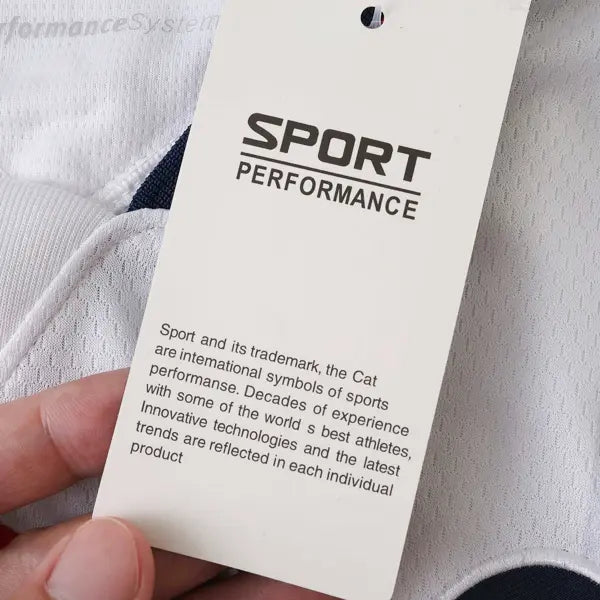 rformanceSystem
SPORT
PERFORMANCE
Sport and its trademark, the Cat
are international symbols of sports
performanse. Decades of experience
with some of the world s best athletes,
Innovative technologies and the latest
trends are reflected in each individual
product